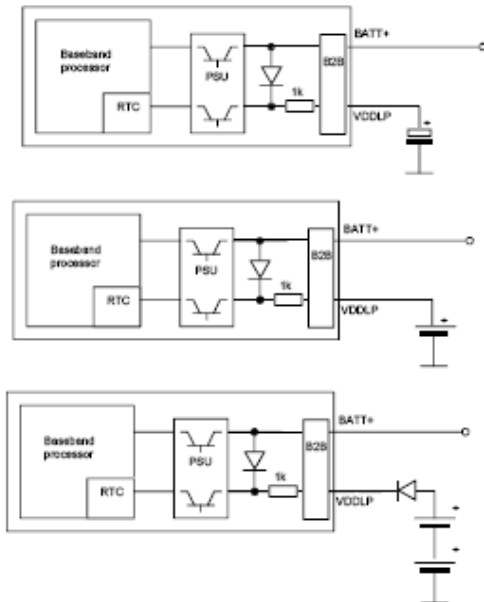 Baseband
processor
RTC
PSU
1k
B2B
BATT+
VDDLP
+
Baseband
processor
RTC
PSU
1k
B2B
BATT+
VDDLP
+
Baseband
processor
RTC
PSU
1k
B2B
BATT+
VDDLP
+
+